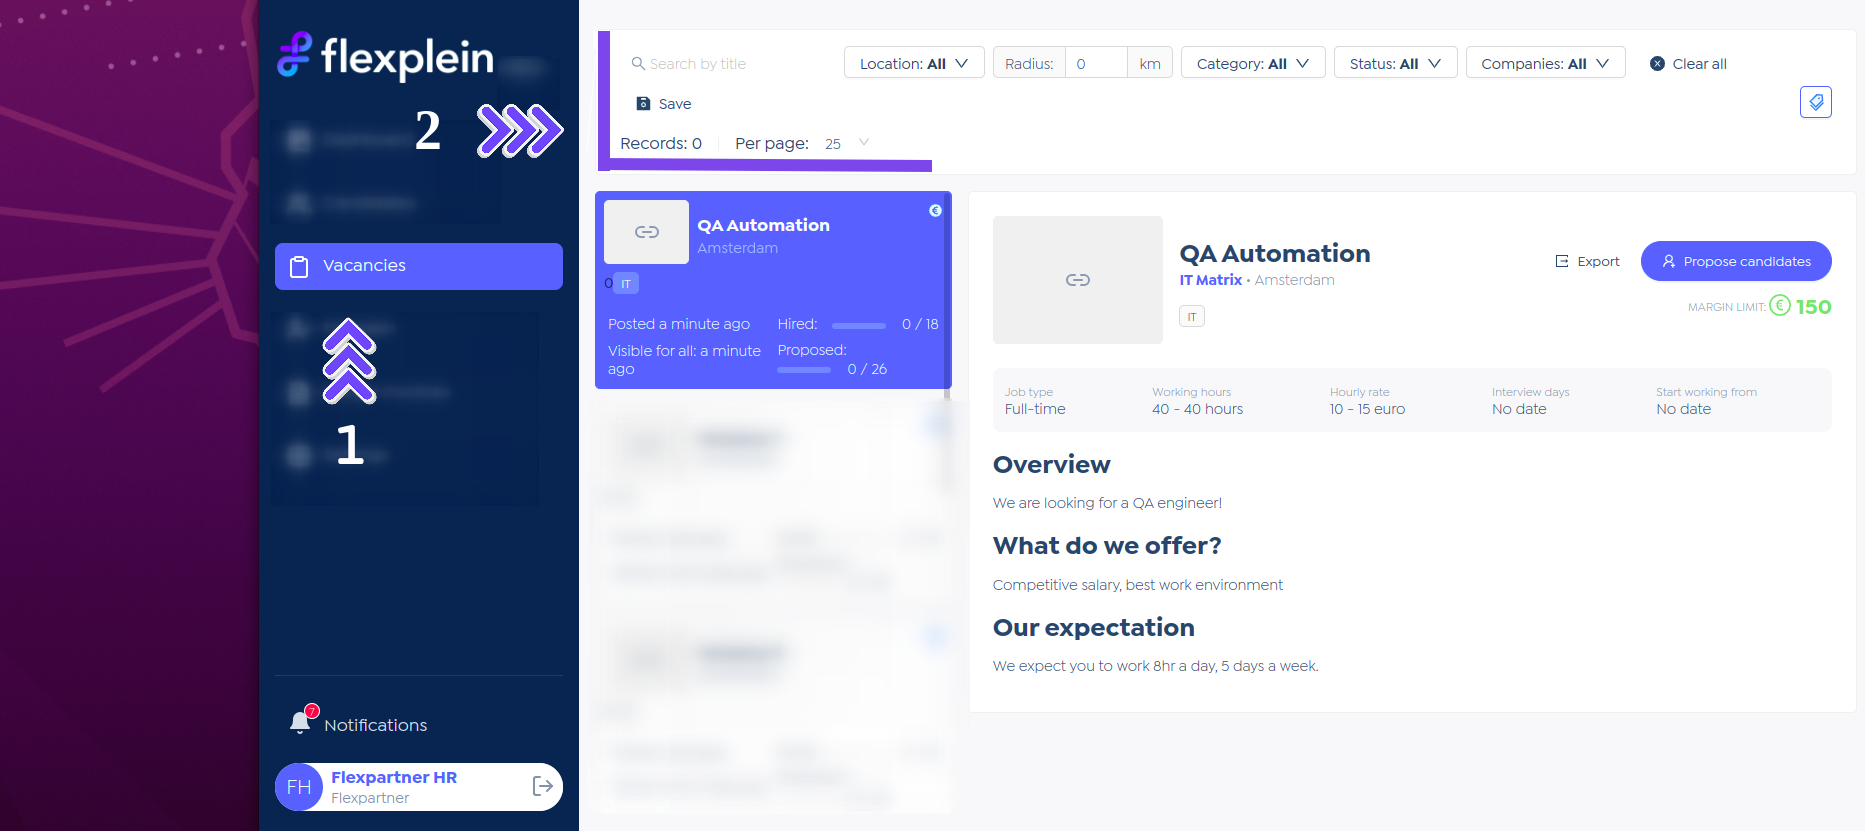 flexplein
2
Vacancies
1
Notifications
7
FH
Flexpartner HR
Flexpartner
Search by title
Location: All
Radius: 0 km
Category: All
Status: All
Companies: All
Clear all
Save
Records: 0
Per page: 25
QA Automation
Amsterdam
€
0 IT
Posted a minute ago
Hired: 0 / 18
Visible for all: a minute
ago
Proposed:
0 / 26
QA Automation
IT Matrix • Amsterdam
IT
Export
Propose candidates
MARGIN LIMIT: € 150
Job type
Full-time
Working hours
40 - 40 hours
Hourly rate
10 - 15 euro
Interview days
No date
Start working from
No date
Overview
We are looking for a QA engineer!
What do we offer?
Competitive salary, best work environment
Our expectation
We expect you to work 8hr a day, 5 days a week.